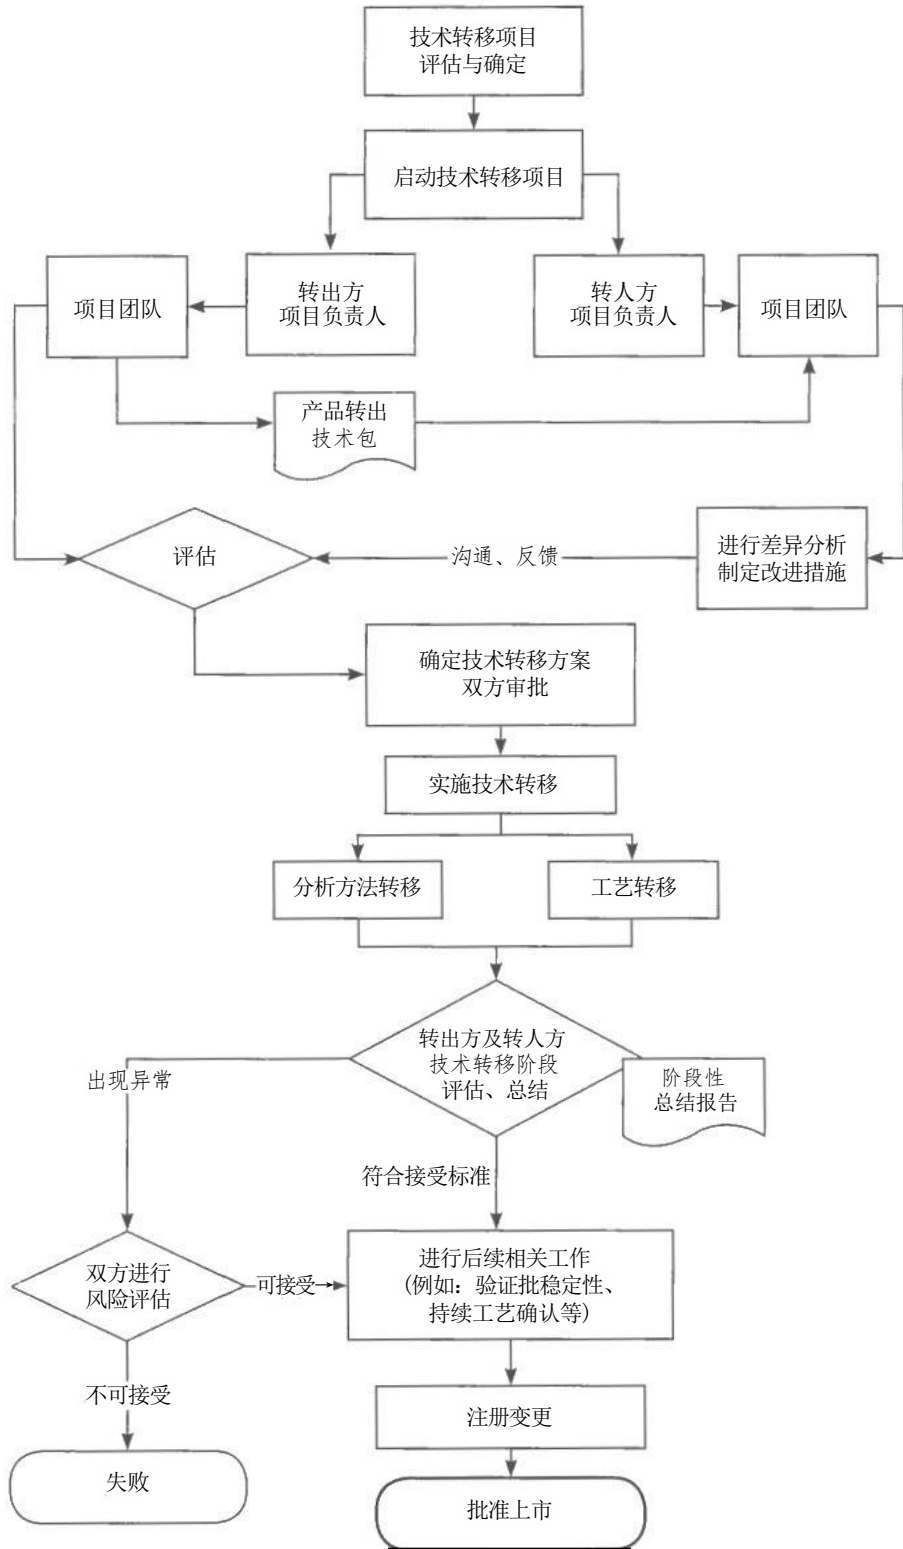 技术转移项目
评估与确定
启动技术转移项目
项目团队
转出方
项目负责人
转人方
项目负责人
项目团队
产品转出
技术包
评估
沟通、反馈
进行差异分析
制定改进措施
确定技术转移方案
双方审批
实施技术转移
分析方法转移
工艺转移
转出方及转人方
技术转移阶段
评估、总结
阶段性
总结报告
出现异常
符合接受标准
双方进行
风险评估
可接受
进行后续相关工作
(例如：验证批稳定性、
持续工艺确认等)
不可接受
注册变更
失败
批准上市